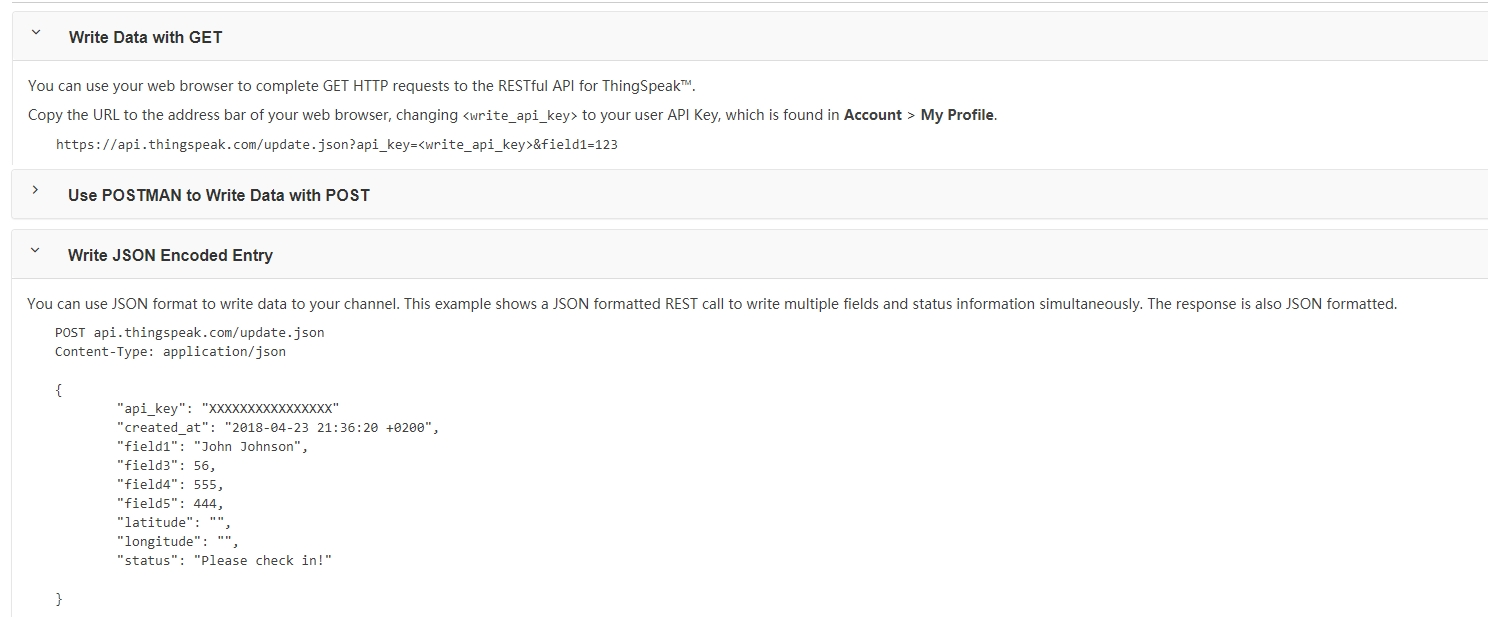 Write Data with GET
You can use your web browser to complete GET HTTP requests to the RESTful API for ThingSpeak™.
Copy the URL to the address bar of your web browser, changing <write_api_key> to your user API Key, which is found in Account > My Profile.
https://api.thingspeak.com/update.json?api_key=<write_api_key>&field1=123
Use POSTMAN to Write Data with POST
Write JSON Encoded Entry
You can use JSON format to write data to your channel. This example shows a JSON formatted REST call to write multiple fields and status information simultaneously. The response is also JSON formatted.
POST api.thingspeak.com/update.json
Content-Type: application/json
{
"api_key": "XXXXXXXXXXXXXXXX"
"created_at": "2018-04-23 21:36:20 +0200",
"field1": "John Johnson",
"field3": 56,
"field4": 555,
"field5": 444,
"latitude": "",
"longitude": "",
"status": "Please check in!"
}